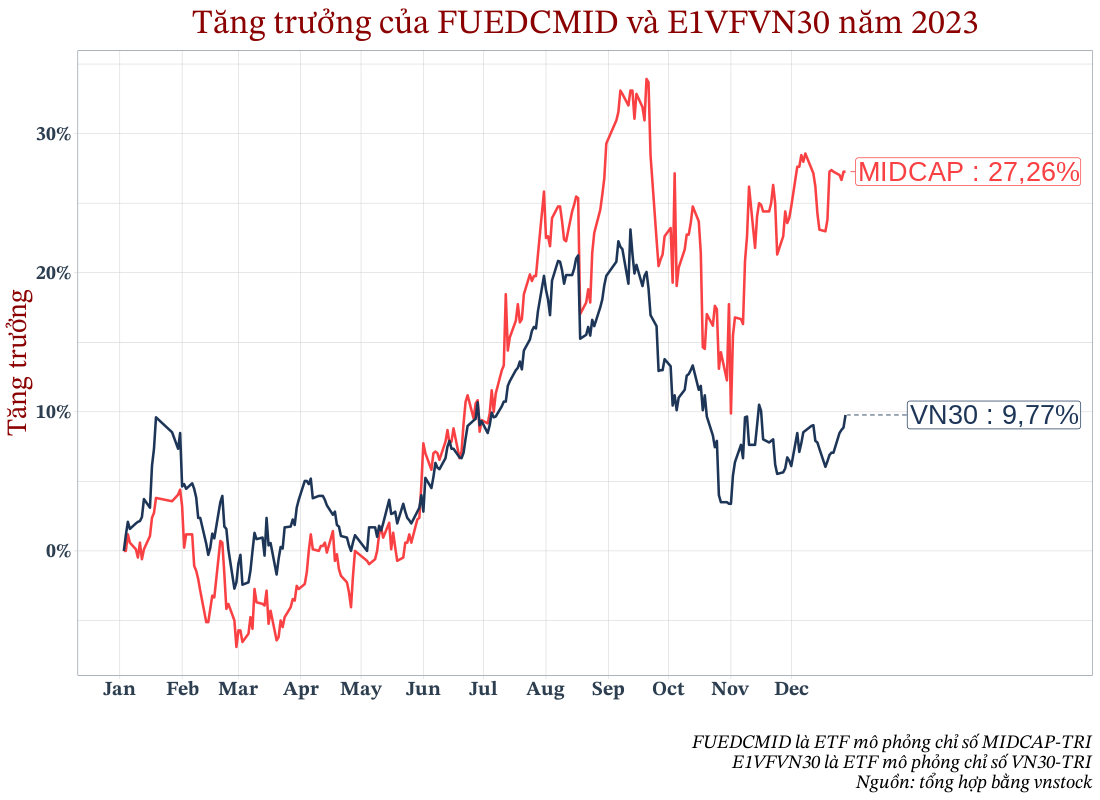 Tăng trưởng của FUEDCMID và E1VFVN30 năm 2023
Tăng trưởng
30%
20%
10%
0%
MIDCAP : 27,26%
VN30 : 9,77%
Jan Feb Mar Apr May Jun Jul Aug Sep Oct Nov Dec
FUEDCMID là ETF mô phỏng chỉ số MIDCAP-TRI
E1VFVN30 là ETF mô phỏng chỉ số VN30-TRI
Nguồn: tổng hợp bằng vnstock